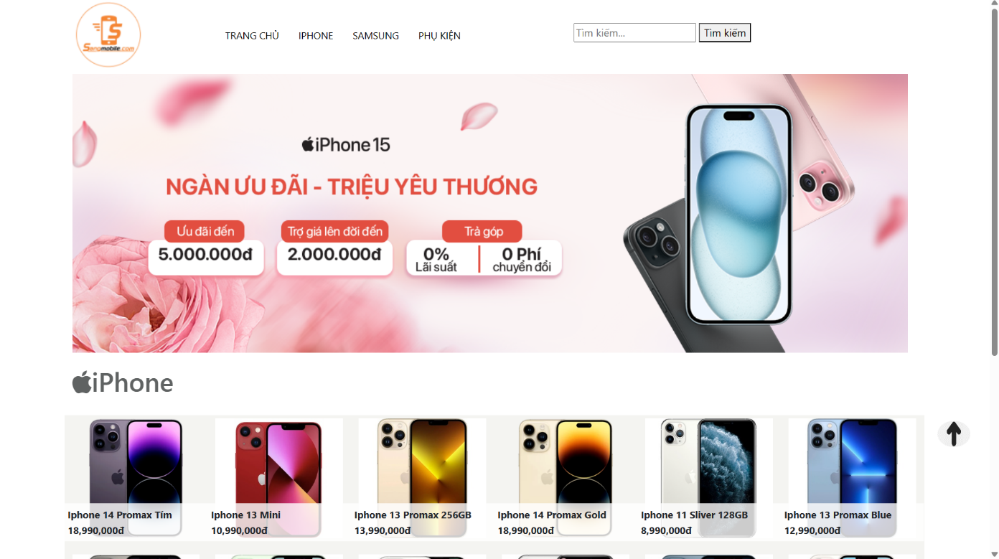 Sanomobile.com
TRANG CHỦ IPHONE SAMSUNG PHỤ KIỆN
Tìm kiếm... Tìm kiếm
iPhone 15
NGÀN ƯU ĐÃI - TRIỆU YÊU THƯƠNG
Ưu đãi đến
5.000.000đ
Trợ giá lên đời đến
2.000.000đ
Trả góp
0% 0 Phí
Lãi suất chuyển đổi
iPhone
Iphone 14 Promax Tím
18,990,000đ
Iphone 13 Mini
10,990,000đ
Iphone 13 Promax 256GB
13,990,000đ
Iphone 14 Promax Gold
18,990,000đ
Iphone 11 Sliver 128GB
8,990,000đ
Iphone 13 Promax Blue
12,990,000đ